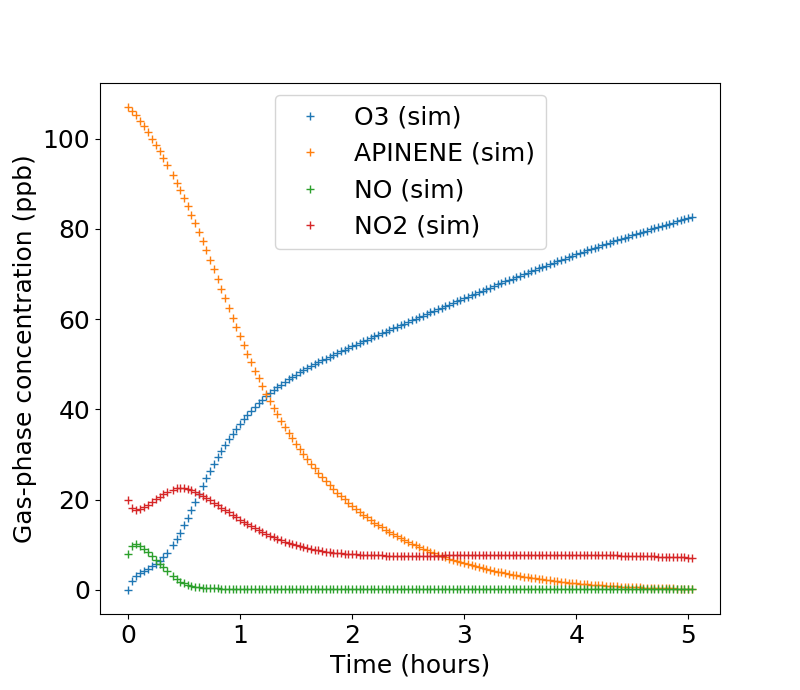 O3 (sim)
APINENE (sim)
NO (sim)
NO2 (sim)
Gas-phase concentration (ppb)
100
80
60
40
20
0
0 1 2 3 4 5
Time (hours)